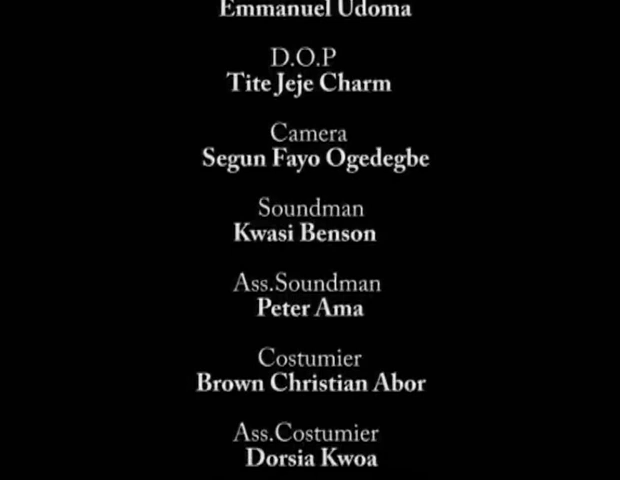 Emmanuel Udoma
D.O.P
Tite Jeje Charm
Camera
Segun Fayo Ogedegbe
Soundman
Kwasi Benson
Ass.Soundman
Peter Ama
Costumier
Brown Christian Abor
Ass.Costumier
Dorsia Kwoa